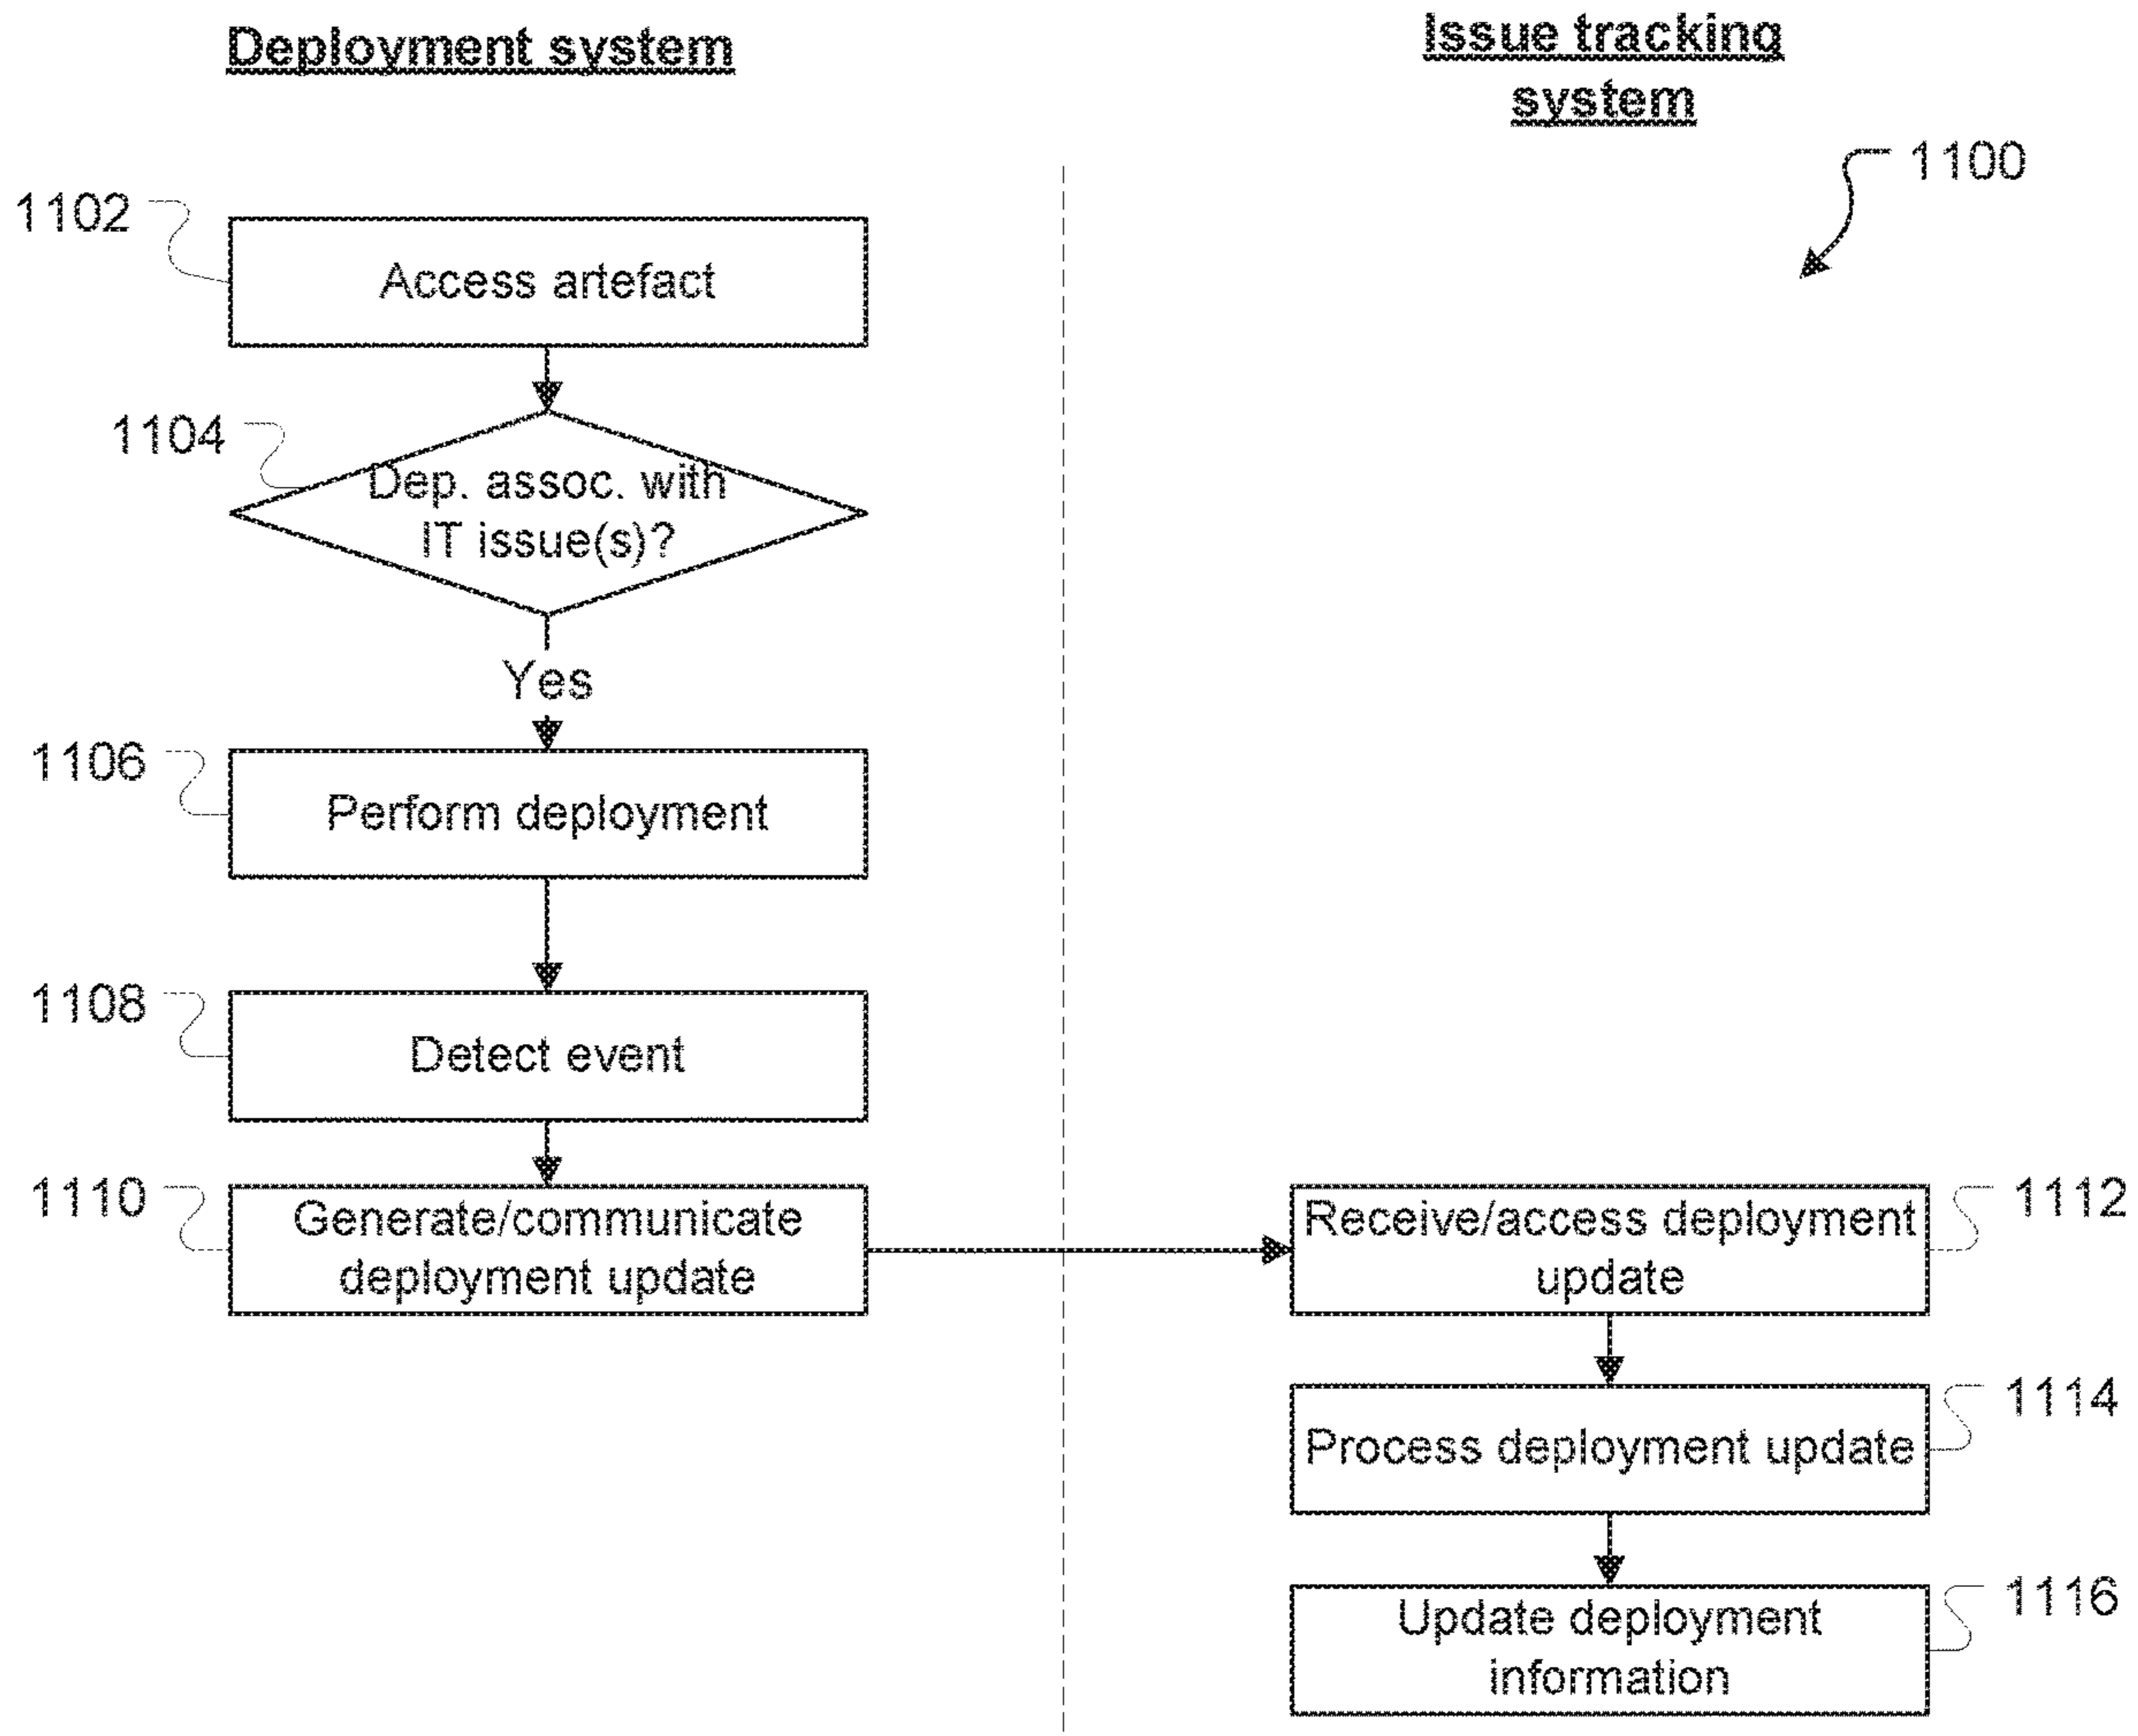 Deployment system
Issue tracking
system
1100
1102
Access artefact
1104
Dep. assoc. with
IT issue(s)?
Yes
1106
Perform deployment
1108
Detect event
1110
Generate/communicate
deployment update
Receive/access deployment
update
1112
Process deployment update
1114
Update deployment
information
1116